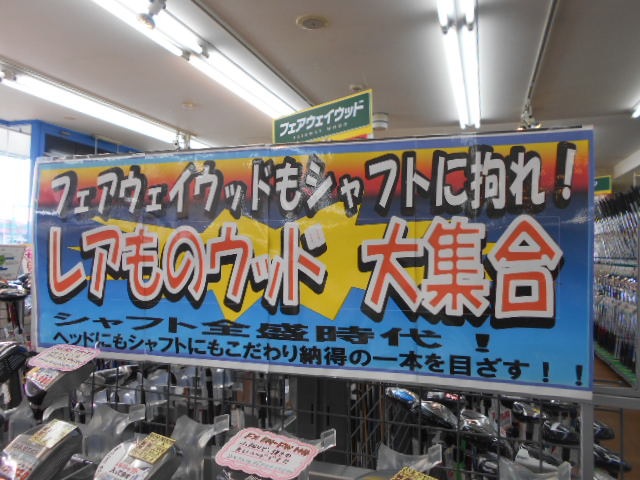 フェアウェイウッド
FAIRWAY WOOD
フェアウェイウッドもシャフトに拘れ!
レアものウッド 大集合
シャフト全盛時代!
ヘッドにもシャフトにもこだわり納得の一本を目ざす!!